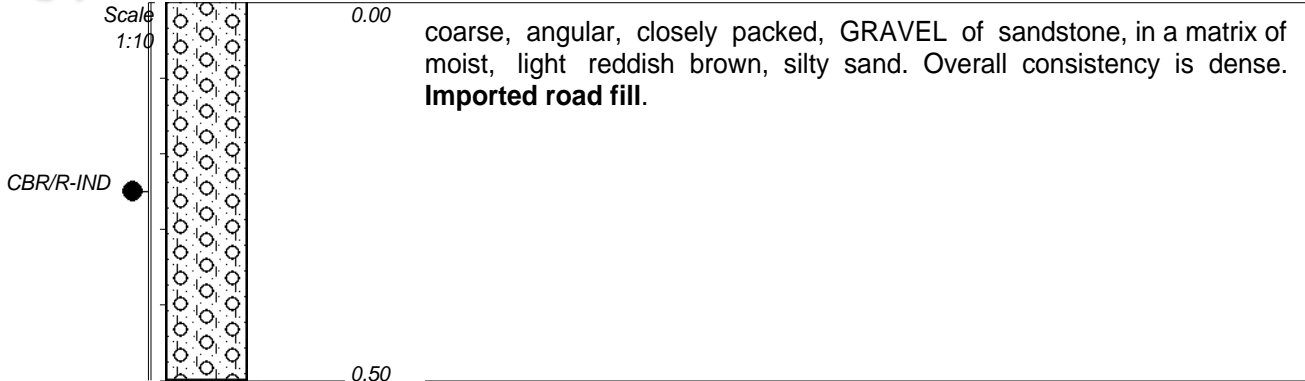 Scale
1:10
0.00
coarse, angular, closely packed, GRAVEL of sandstone, in a matrix of
moist, light reddish brown, silty sand. Overall consistency is dense.
Imported road fill.
CBR/R-IND
0.50